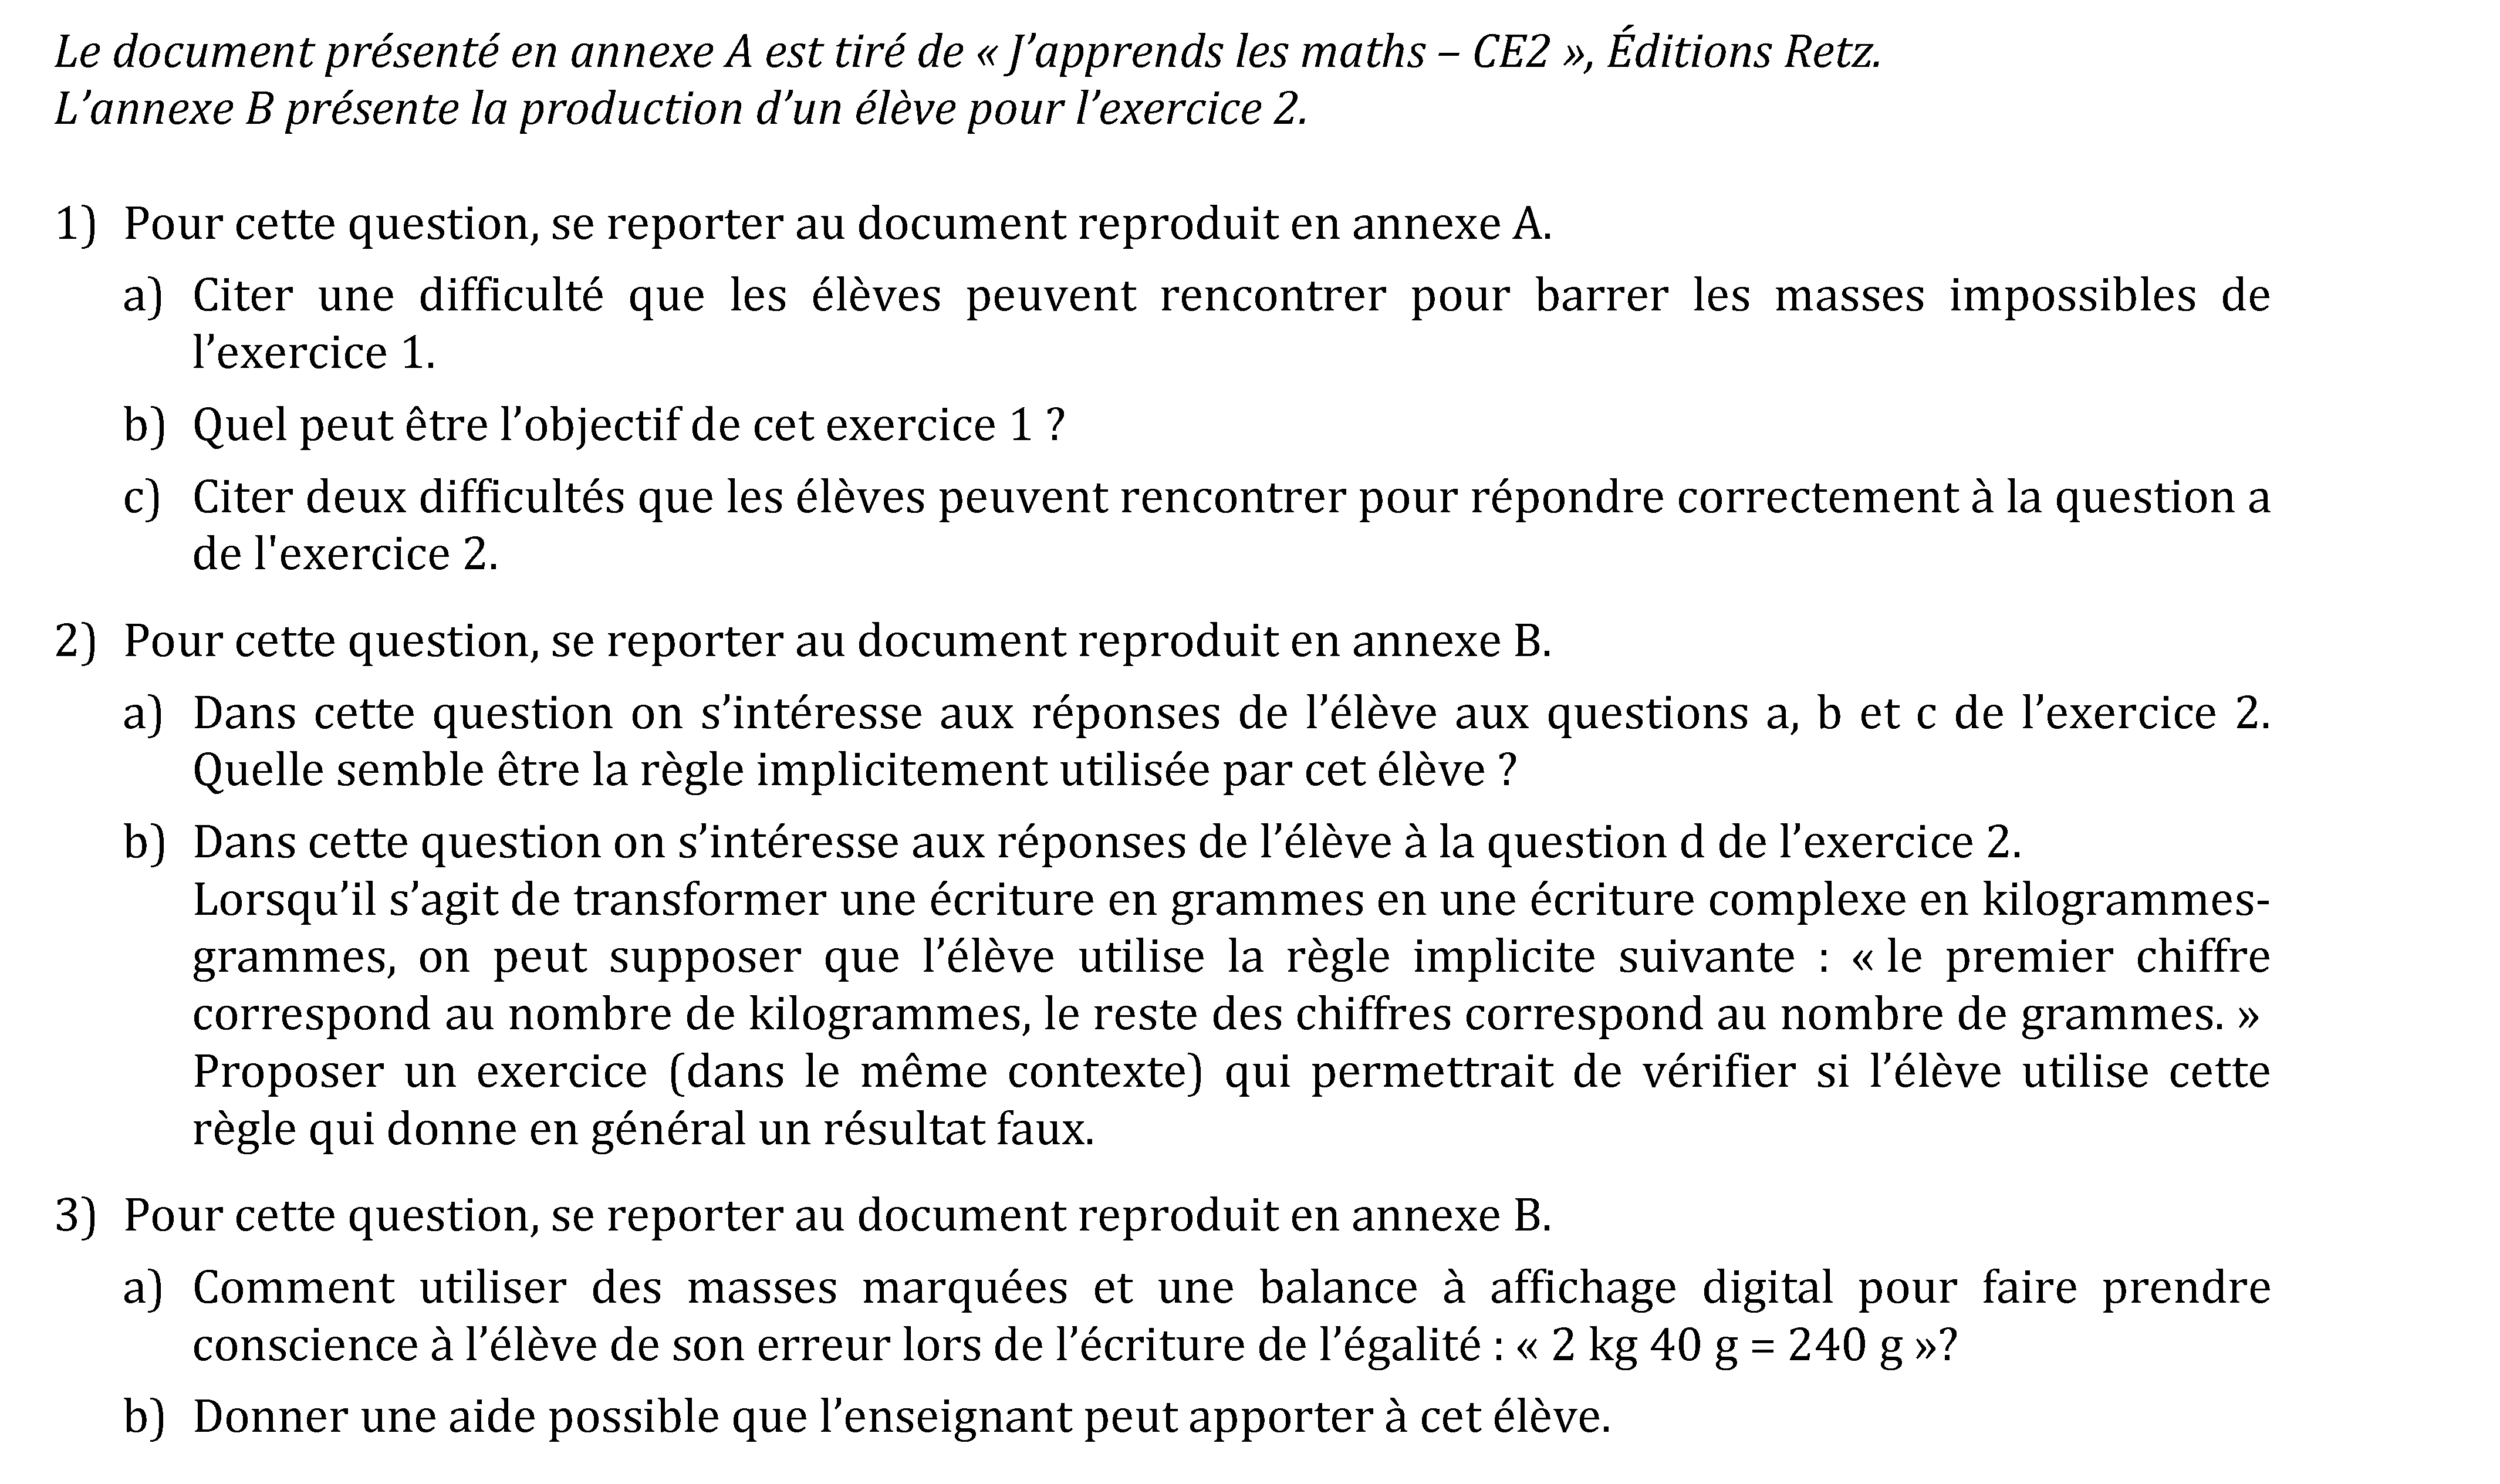 Le document présenté en annexe A est tiré de « J’apprends les maths – CE2 », Éditions Retz.
L’annexe B présente la production d’un élève pour l’exercice 2.
1) Pour cette question, se reporter au document reproduit en annexe A.
a) Citer une difficulté que les élèves peuvent rencontrer pour barrer les masses impossibles de
l’exercice 1.
b) Quel peut être l’objectif de cet exercice 1 ?
c) Citer deux difficultés que les élèves peuvent rencontrer pour répondre correctement à la question a
de l'exercice 2.
2) Pour cette question, se reporter au document reproduit en annexe B.
a) Dans cette question on s’intéresse aux réponses de l’élève aux questions a, b et c de l’exercice 2.
Quelle semble être la règle implicitement utilisée par cet élève ?
b) Dans cette question on s’intéresse aux réponses de l’élève à la question d de l’exercice 2.
Lorsqu’il s’agit de transformer une écriture en grammes en une écriture complexe en kilogrammes-
grammes, on peut supposer que l’élève utilise la règle implicite suivante : « le premier chiffre
correspond au nombre de kilogrammes, le reste des chiffres correspond au nombre de grammes. »
Proposer un exercice (dans le même contexte) qui permettrait de vérifier si l’élève utilise cette
règle qui donne en général un résultat faux.
3) Pour cette question, se reporter au document reproduit en annexe B.
a) Comment utiliser des masses marquées et une balance à affichage digital pour faire prendre
conscience à l’élève de son erreur lors de l’écriture de l’égalité : « 2 kg 40 g = 240 g »?
b) Donner une aide possible que l’enseignant peut apporter à cet élève.